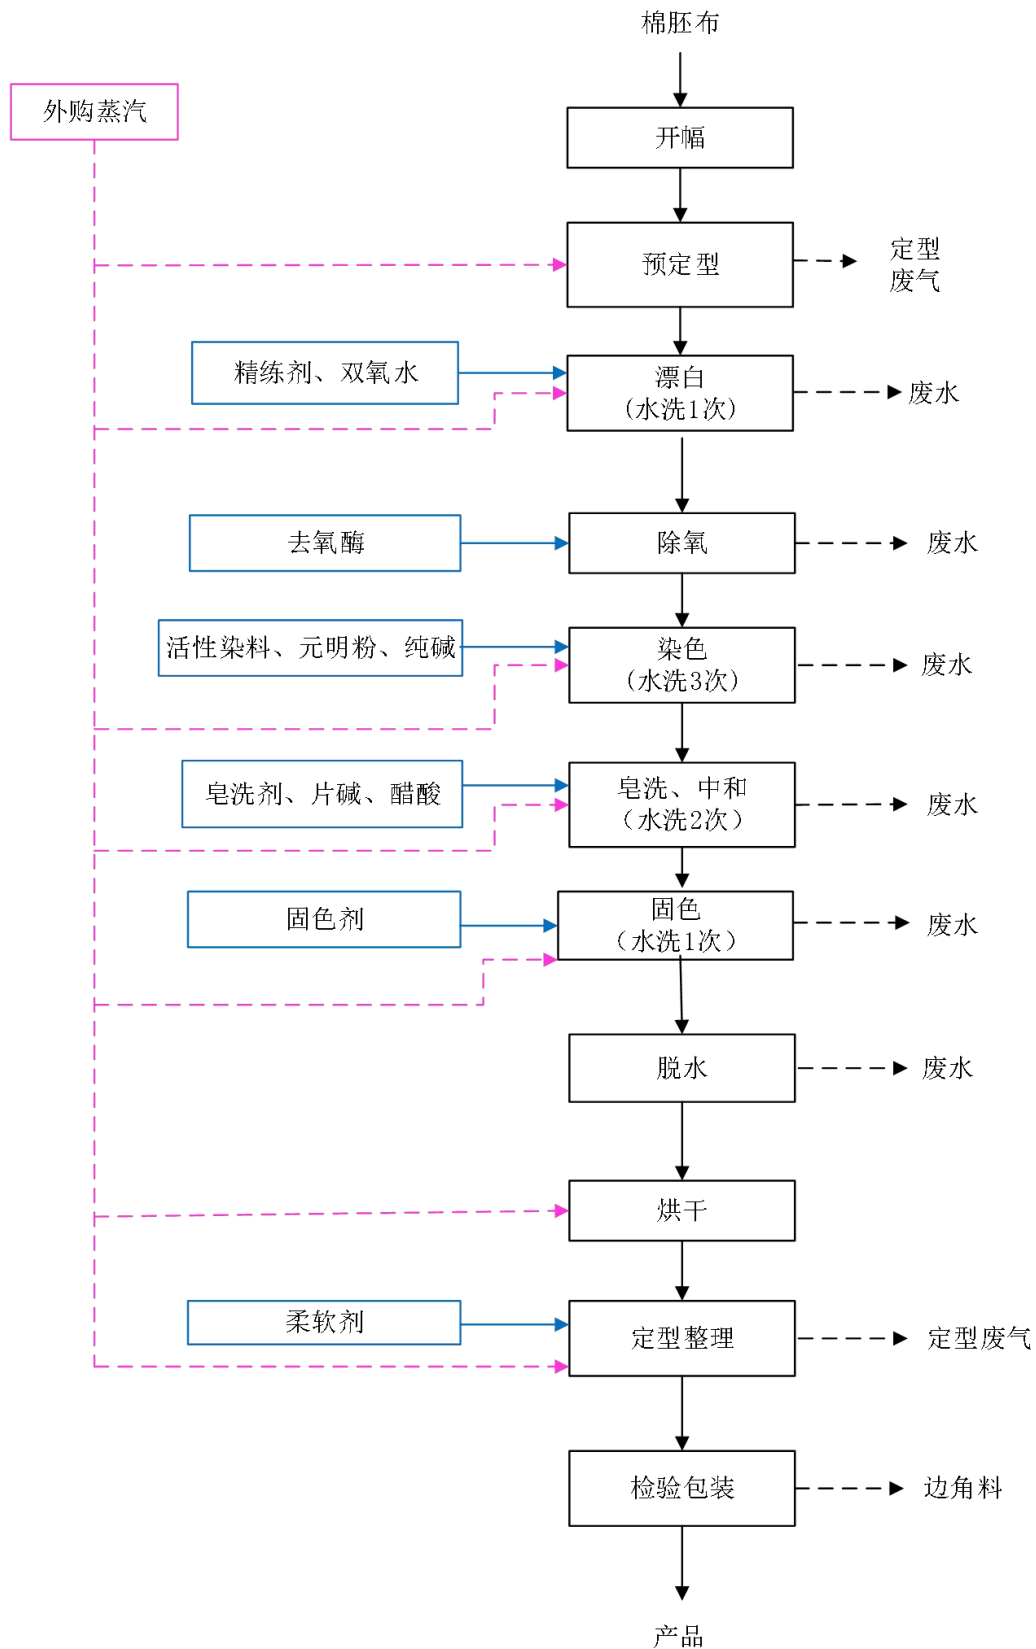 棉胚布
外购蒸汽
开幅
预定型
定型
废气
精练剂、双氧水
漂白
(水洗1次)
废水
去氧酶
除氧
废水
活性染料、元明粉、纯碱
染色
(水洗3次)
废水
皂洗剂、片碱、醋酸
皂洗、中和
（水洗2次）
废水
固色剂
固色
（水洗1次）
废水
脱水
废水
烘干
柔软剂
定型整理
定型废气
检验包装
边角料
产品